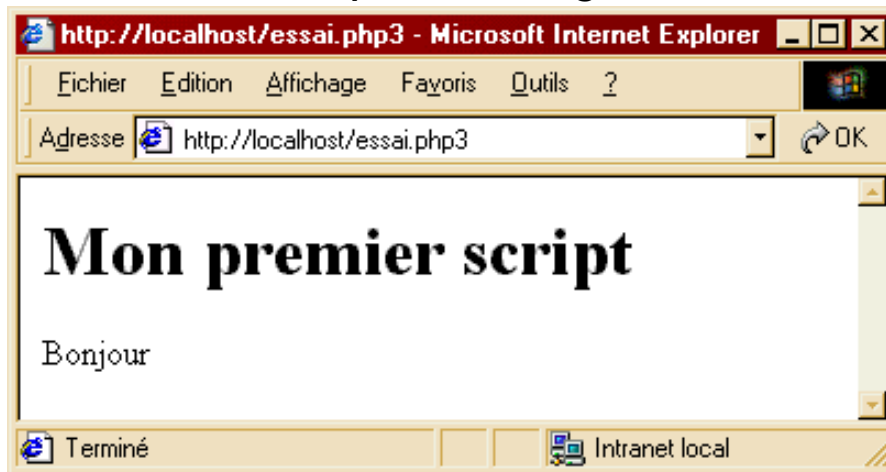 http://localhost/essai.php3 - Microsoft Internet Explorer
Fichier Edition Affichage Favoris Outils ?
Adresse http://localhost/essai.php3 OK
Mon premier script
Bonjour
Terminé Intranet local